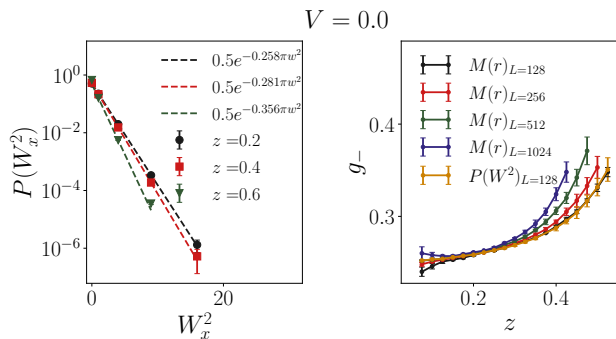 V = 0.0
0.5e^{-0.258πw^2}
0.5e^{-0.281πw^2}
0.5e^{-0.356πw^2}
z =0.2
z =0.4
z =0.6
10^0
10^{-2}
10^{-4}
10^{-6}
P(W_x^2)
0
20
W_x^2
M(r)_{L=128}
M(r)_{L=256}
M(r)_{L=512}
M(r)_{L=1024}
P(W^2)_{L=128}
0.4
0.3
g_-
0.2
0.4
z